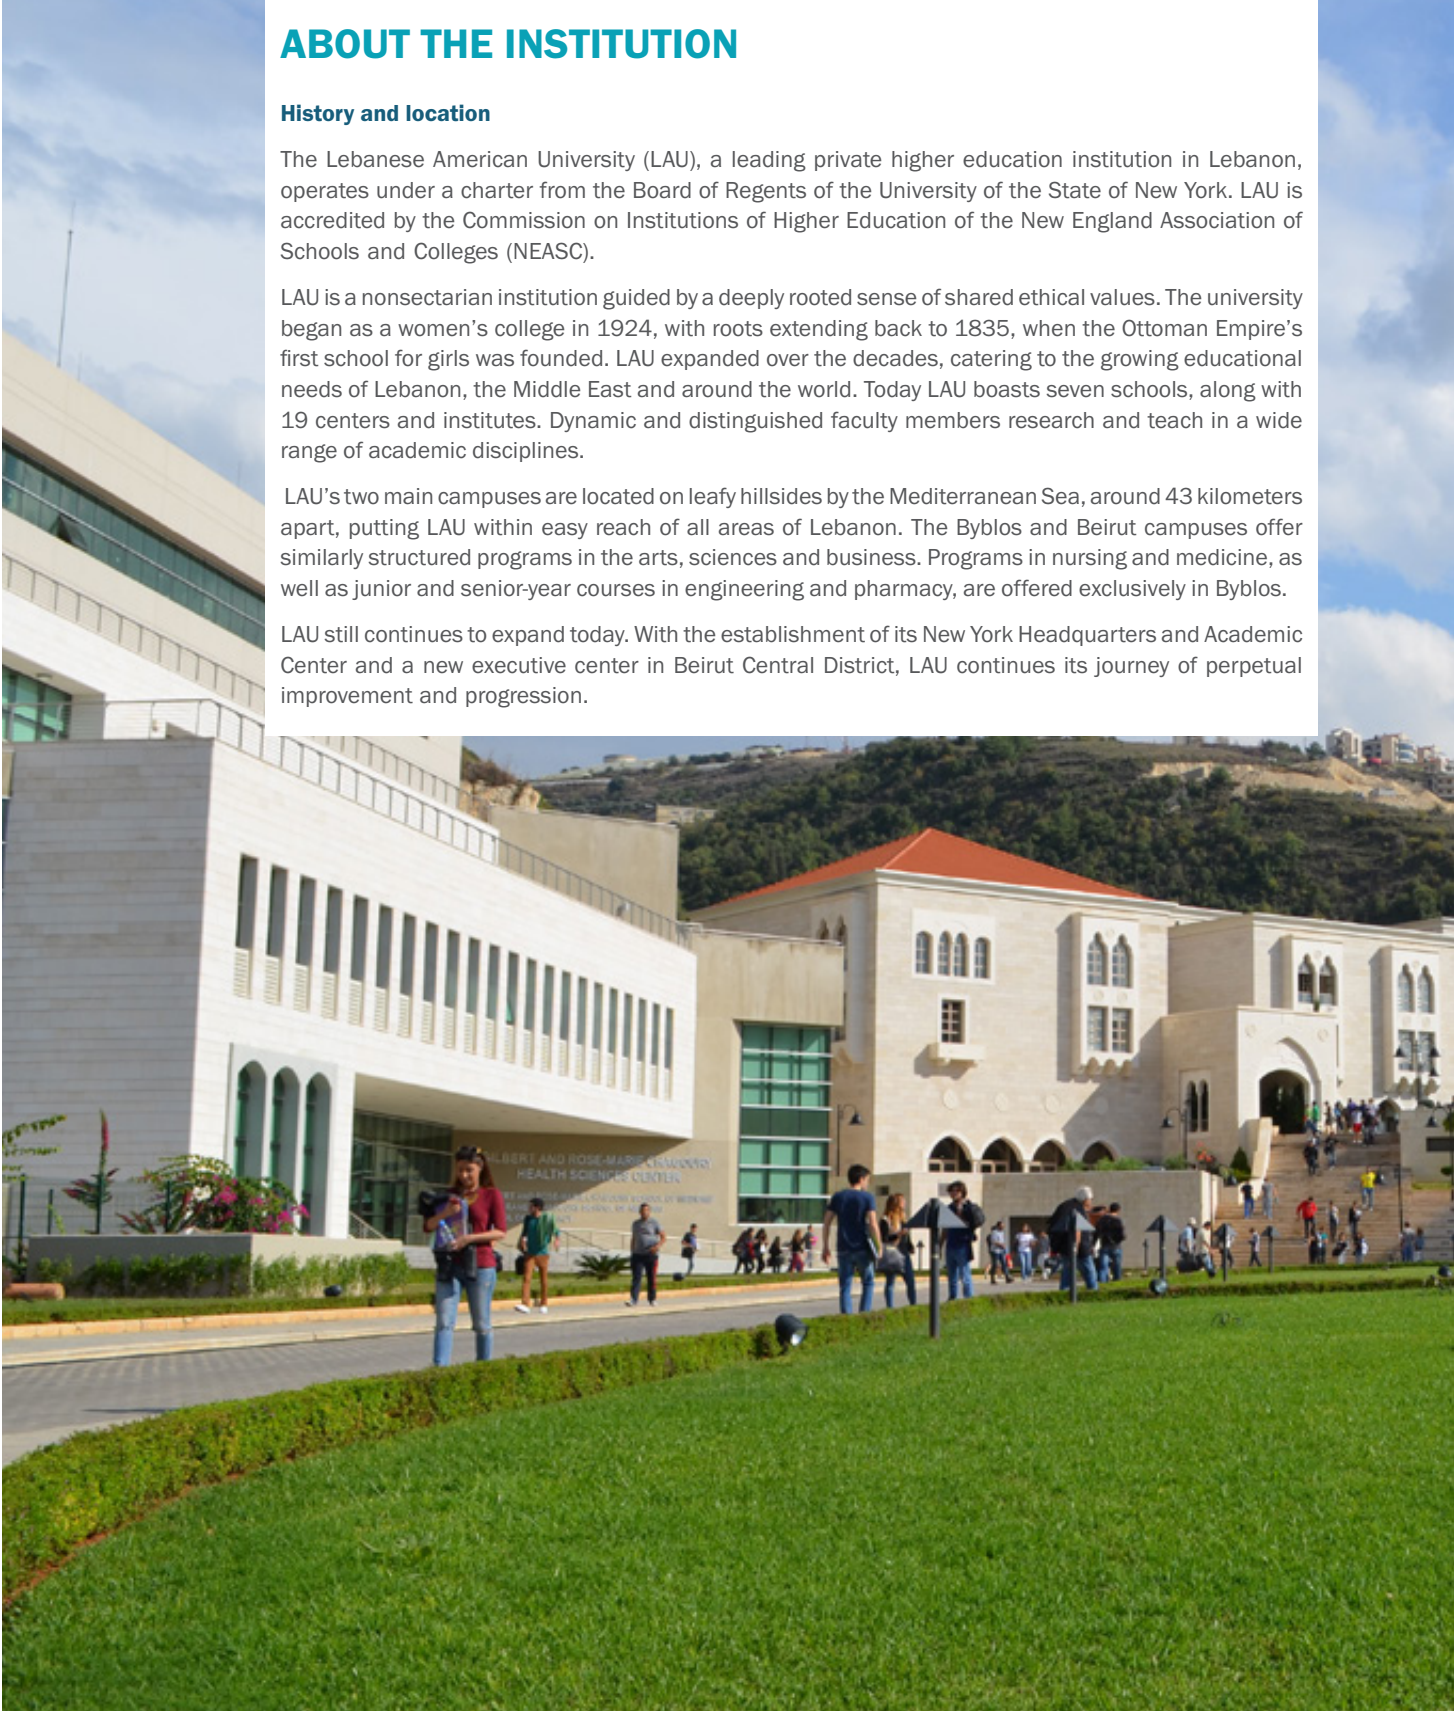 ABOUT THE INSTITUTION
History and location
The Lebanese American University (LAU), a leading private higher education institution in Lebanon,
operates under a charter from the Board of Regents of the University of the State of New York. LAU is
accredited by the Commission on Institutions of Higher Education of the New England Association of
Schools and Colleges (NEASC).
LAU is a nonsectarian institution guided by a deeply rooted sense of shared ethical values. The university
began as a women's college in 1924, with roots extending back to 1835, when the Ottoman Empire's
first school for girls was founded. LAU expanded over the decades, catering to the growing educational
needs of Lebanon, the Middle East and around the world. Today LAU boasts seven schools, along with
19 centers and institutes. Dynamic and distinguished faculty members research and teach in a wide
range of academic disciplines.
LAU's two main campuses are located on leafy hillsides by the Mediterranean Sea, around 43 kilometers
apart, putting LAU within easy reach of all areas of Lebanon. The Byblos and Beirut campuses offer
similarly structured programs in the arts, sciences and business. Programs in nursing and medicine, as
well as junior and senior-year courses in engineering and pharmacy, are offered exclusively in Byblos.
LAU still continues to expand today. With the establishment of its New York Headquarters and Academic
Center and a new executive center in Beirut Central District, LAU continues its journey of perpetual
improvement and progression.
AND ROSE-MARIE CHAGOURY
HEALTH SCIENCES CENTER